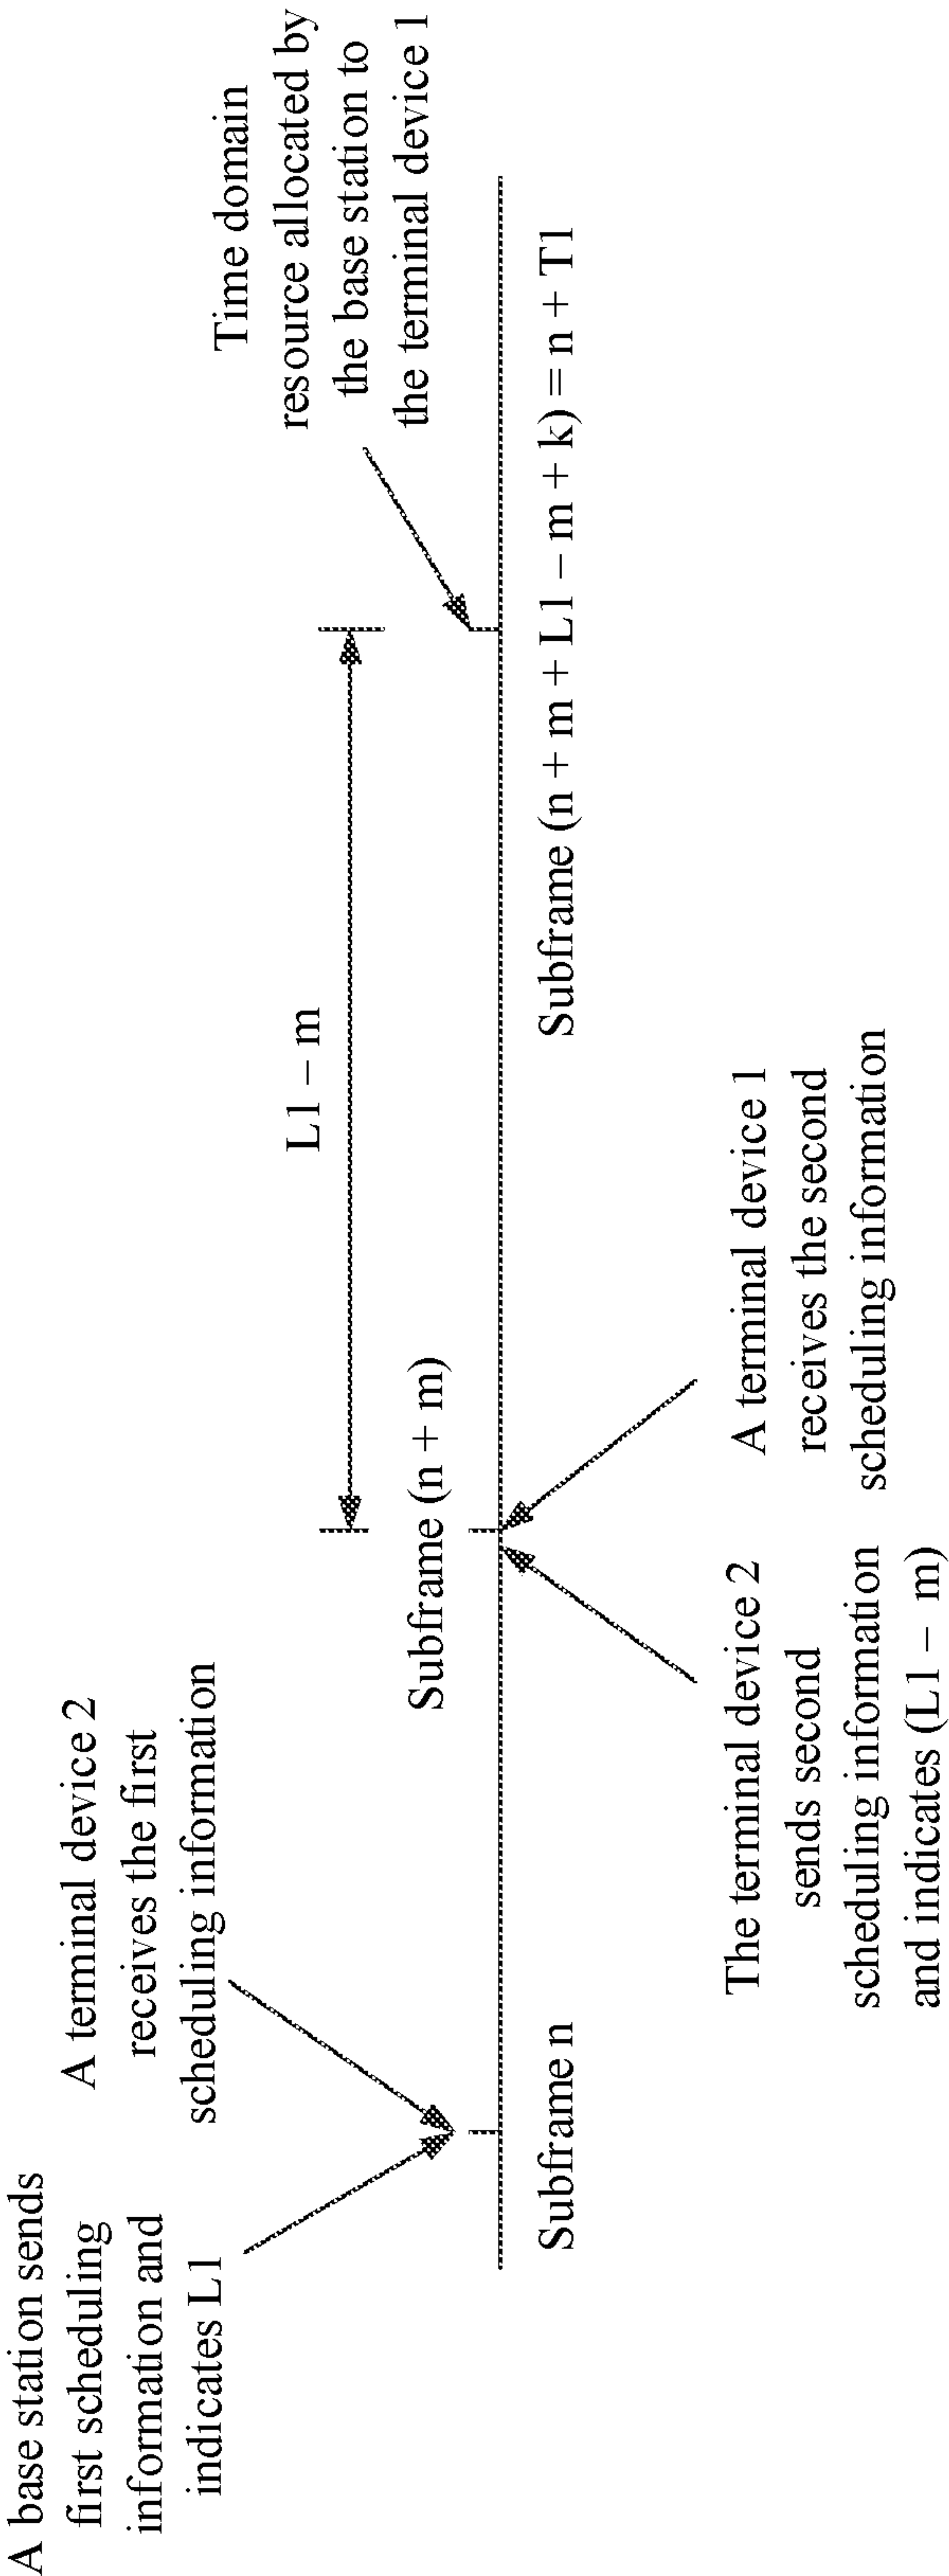 A base station sends
first scheduling
information and
indicates L1
A terminal device 2
receives the first
scheduling information
Subframe n
Subframe (n + m)
The terminal device 2
sends second
scheduling information
and indicates (L1 – m)
A terminal device 1
receives the second
scheduling information
L1 – m
Subframe (n + m + L1 – m + k) = n + T1
Time domain
resource allocated by
the base station to
the terminal device 1